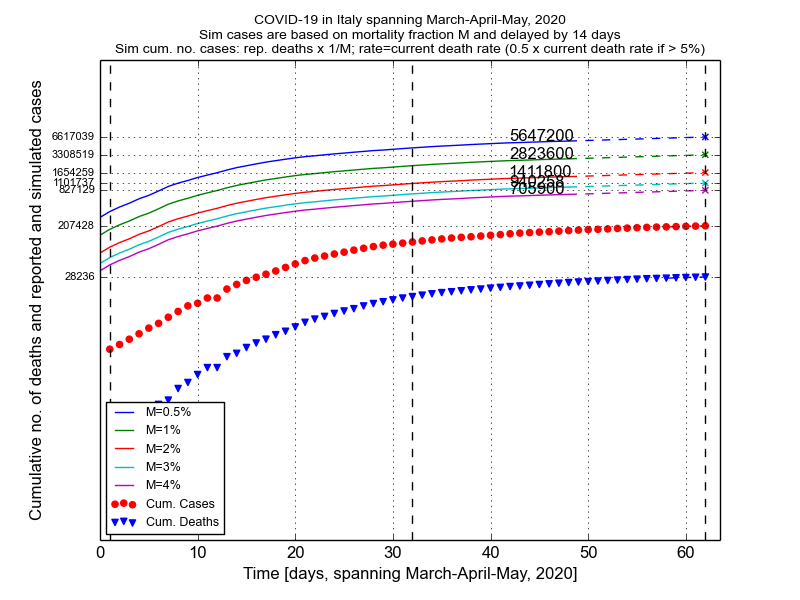 COVID-19 in Italy spanning March-April-May, 2020
Sim cases are based on mortality fraction M and delayed by 14 days
Sim cum. no. cases: rep. deaths x 1/M; rate=current death rate (0.5 x current death rate if > 5%)
Cumulative no. of deaths and reported and simulated cases
6617039
3308519
1654259
1101737
827129
207428
28236
5647200
2823600
1411800
940258
705900
M=0.5%
M=1%
M=2%
M=3%
M=4%
Cum. Cases
Cum. Deaths
0 10 20 30 40 50 60
Time [days, spanning March-April-May, 2020]